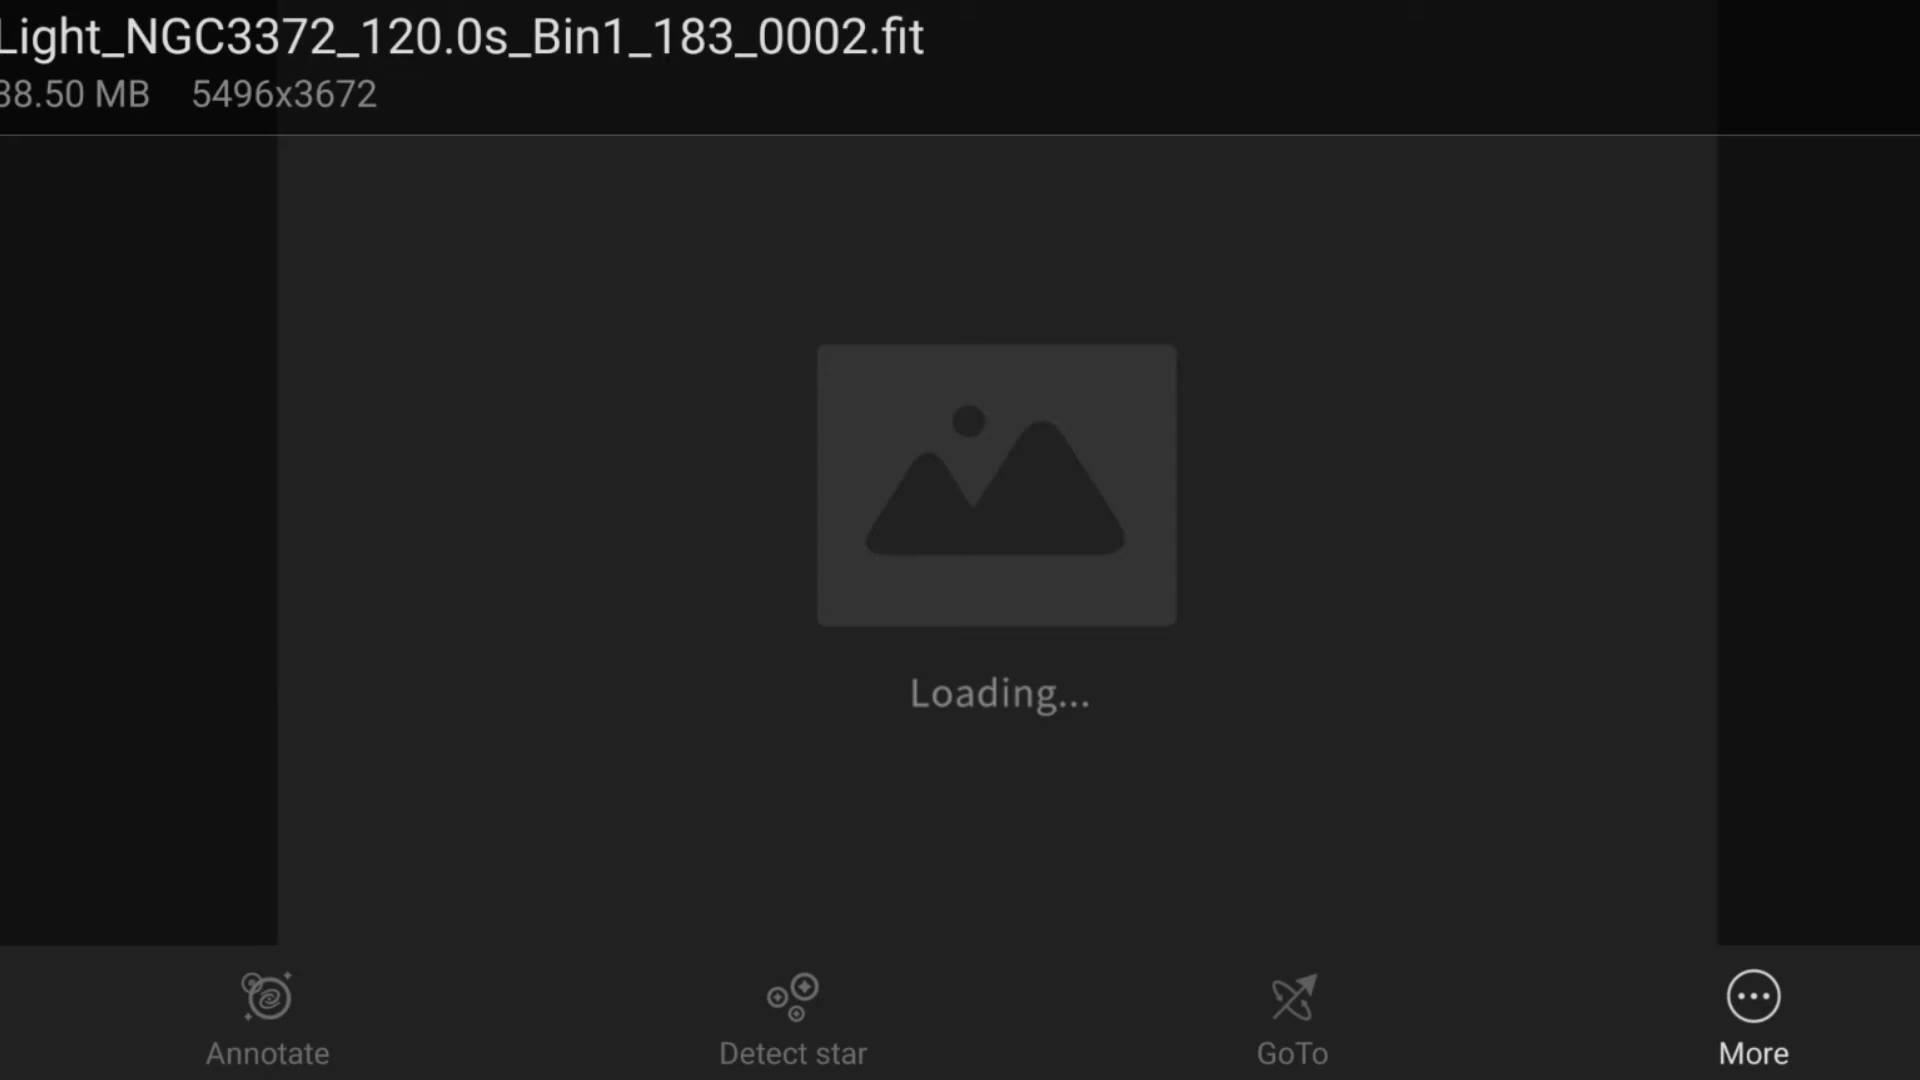 Light_NGC3372_120.0s_Bin1_183_0002.fit
38.50 MB 5496x3672
Loading...
Annotate Detect star GoTo More